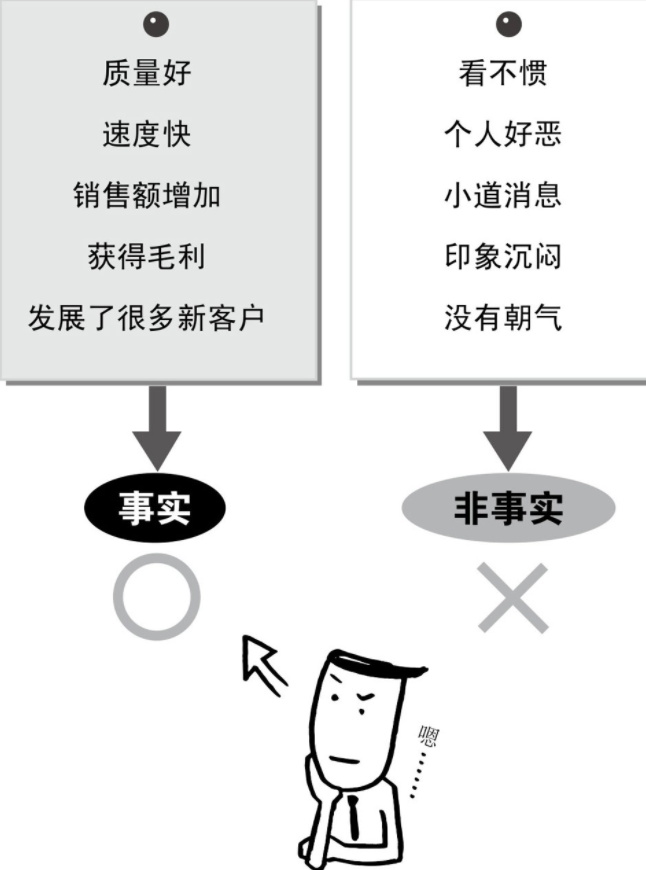 质量好
速度快
销售额增加
获得毛利
发展了很多新客户
事实
看不惯
个人好恶
小道消息
印象沉闷
没有朝气
非事实
嗯……